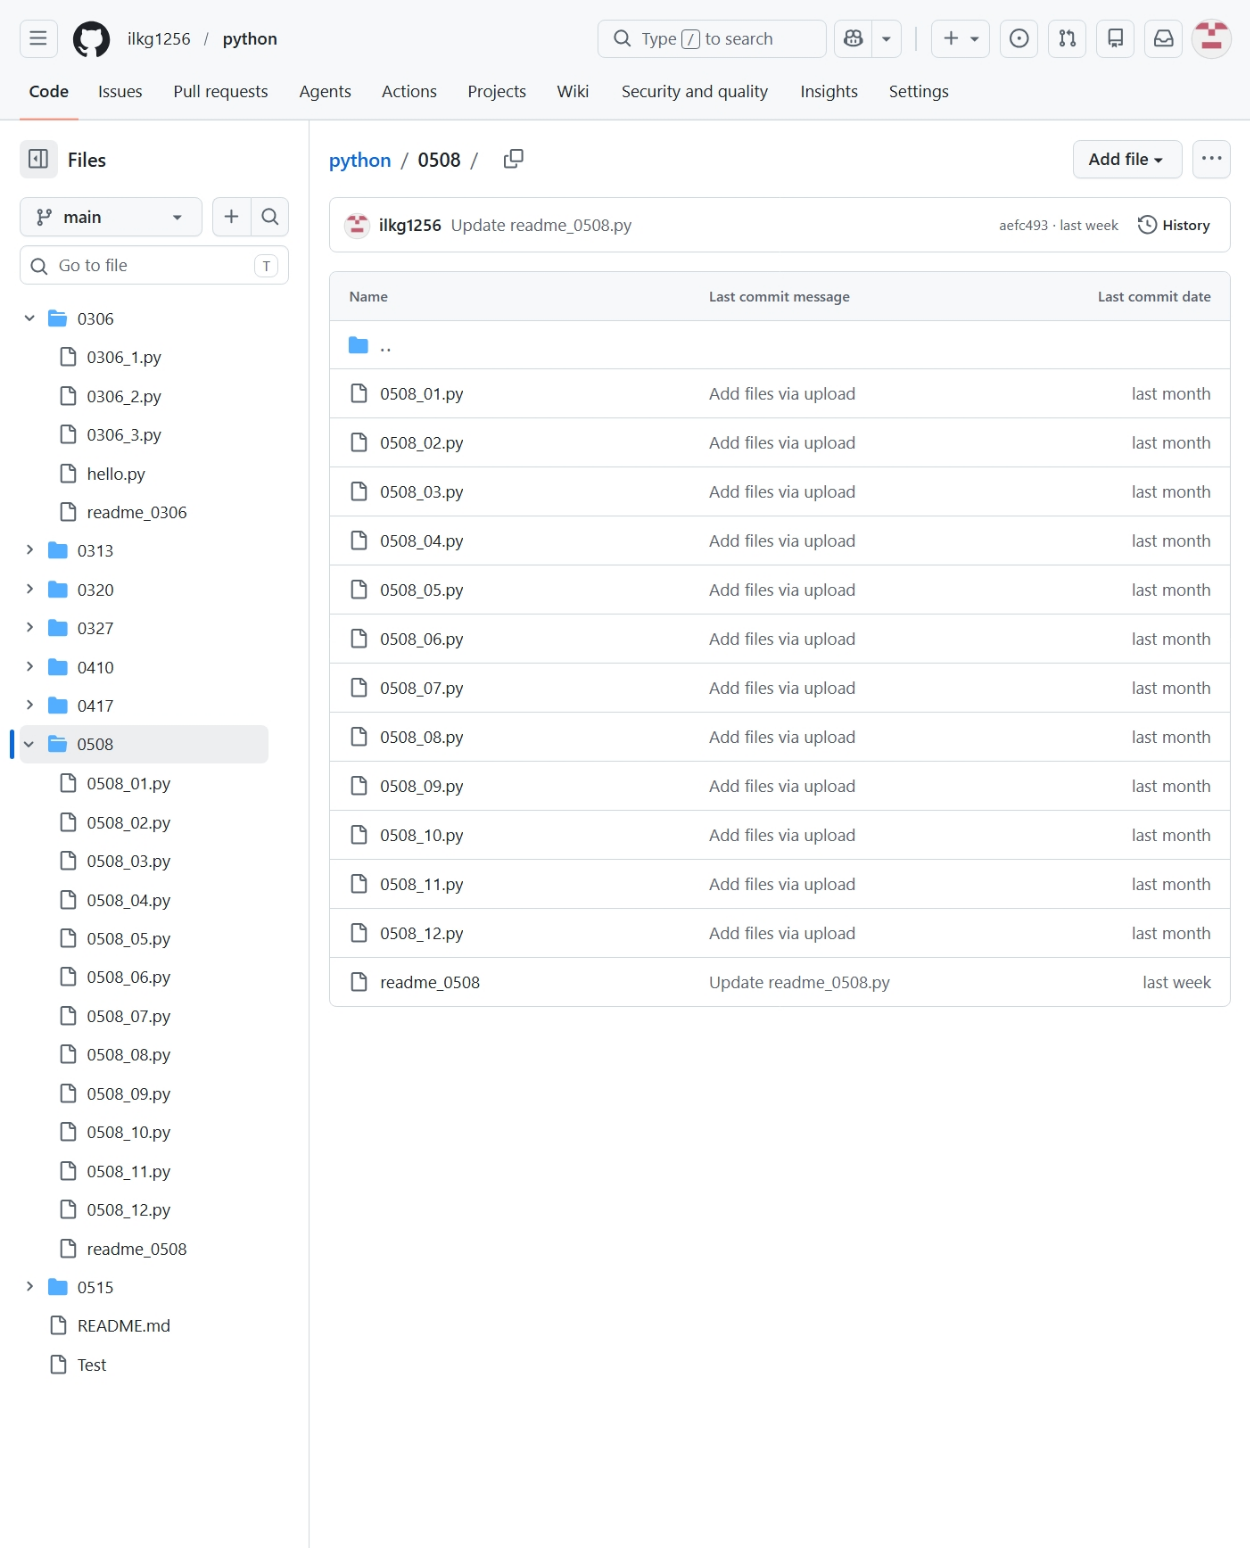 ilkg1256 / python
Type / to search
Code Issues Pull requests Agents Actions Projects Wiki Security and quality Insights Settings
Files
main
Go to file T
0306
0306_1.py
0306_2.py
0306_3.py
hello.py
readme_0306
0313
0320
0327
0410
0417
0508
0508_01.py
0508_02.py
0508_03.py
0508_04.py
0508_05.py
0508_06.py
0508_07.py
0508_08.py
0508_09.py
0508_10.py
0508_11.py
0508_12.py
readme_0508
0515
README.md
Test
python / 0508 /
Add file
ilkg1256 Update readme_0508.py aefc493 · last week History
Name Last commit message Last commit date
..
0508_01.py Add files via upload last month
0508_02.py Add files via upload last month
0508_03.py Add files via upload last month
0508_04.py Add files via upload last month
0508_05.py Add files via upload last month
0508_06.py Add files via upload last month
0508_07.py Add files via upload last month
0508_08.py Add files via upload last month
0508_09.py Add files via upload last month
0508_10.py Add files via upload last month
0508_11.py Add files via upload last month
0508_12.py Add files via upload last month
readme_0508 Update readme_0508.py last week